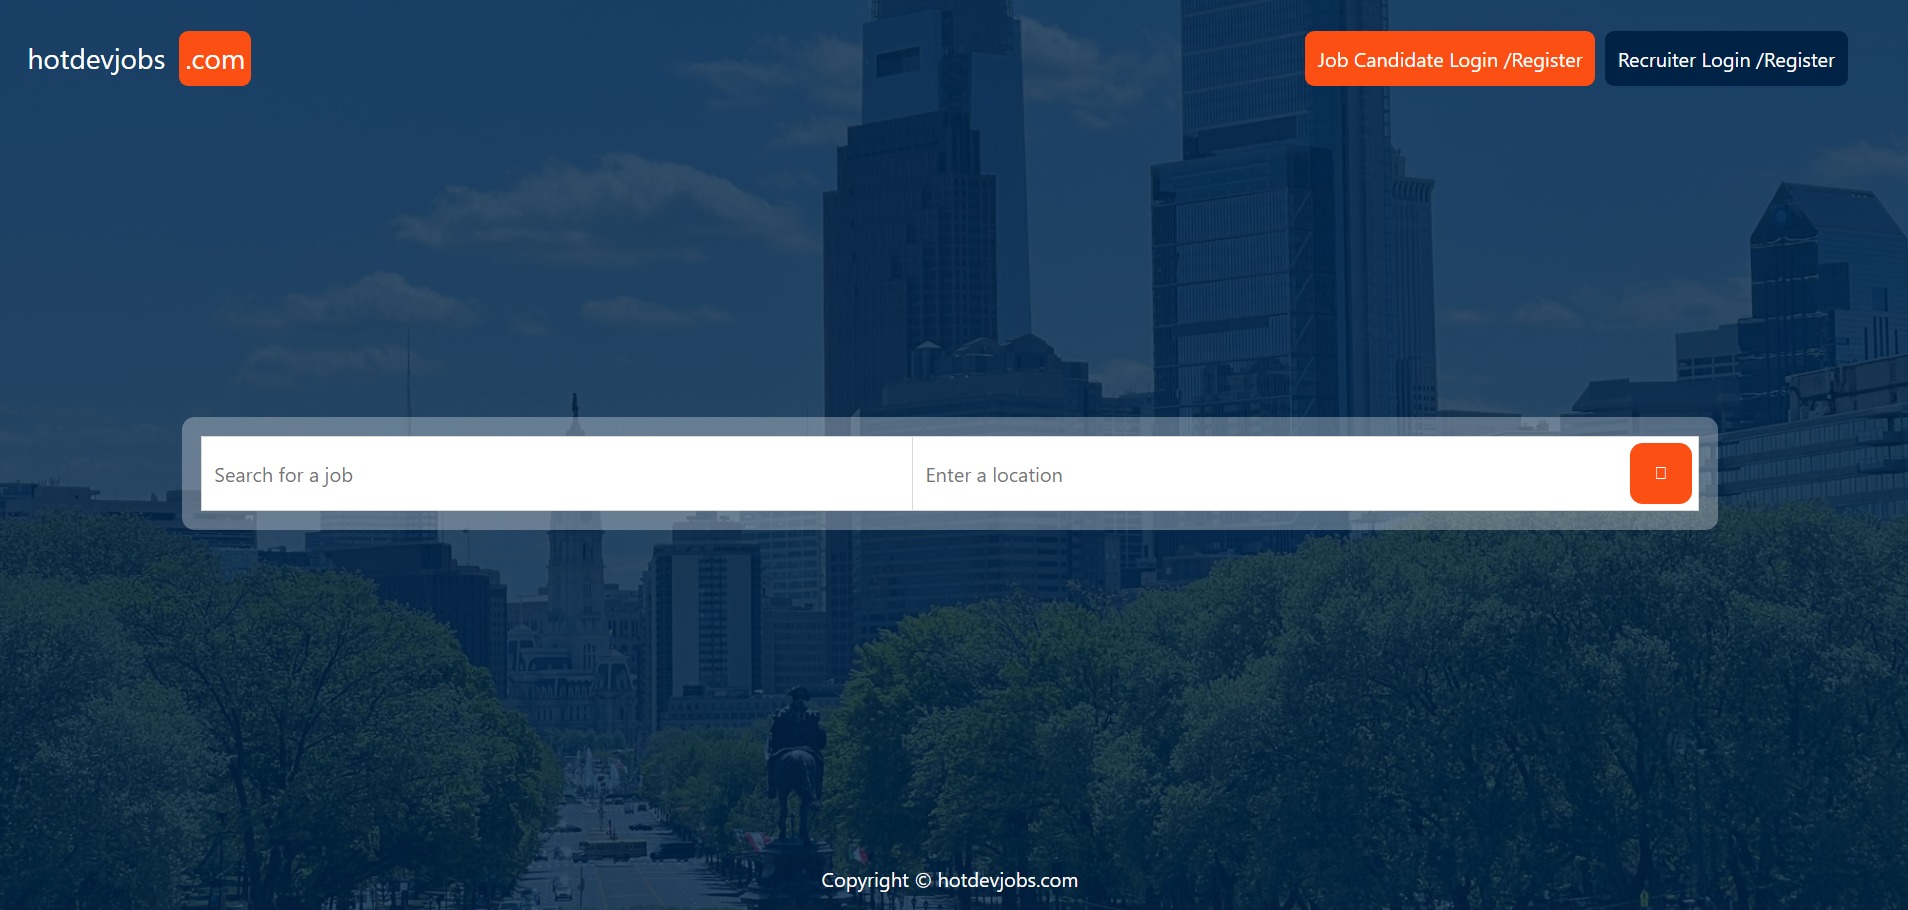 hotdevjobs .com
Job Candidate Login /Register
Recruiter Login /Register
Search for a job
Enter a location
Copyright © hotdevjobs.com